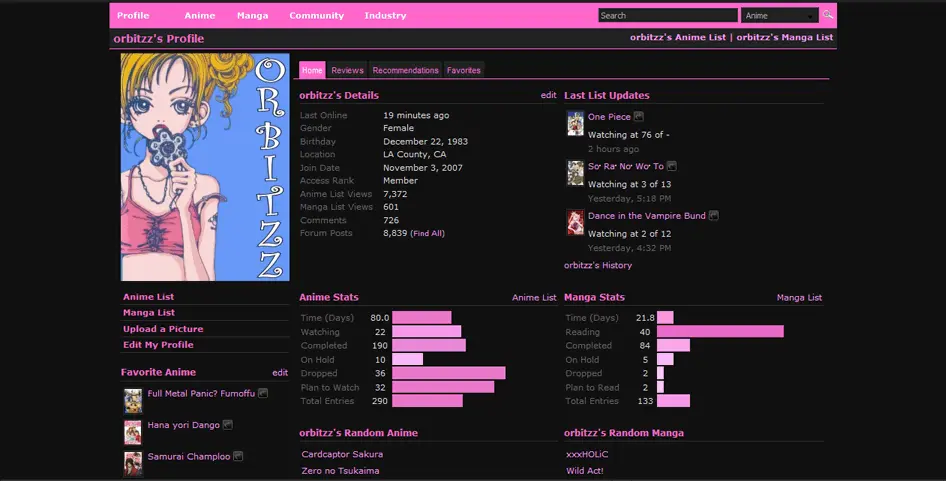 Profile Anime Manga Community Industry Search Anime
orbitzz's Profile orbitzz's Anime List | orbitzz's Manga List
ORBITZZ
Home Reviews Recommendations Favorites
orbitzz's Details edit
Last Online 19 minutes ago
Gender Female
Birthday December 22, 1983
Location LA County, CA
Join Date November 3, 2007
Access Rank Member
Anime List Views 7,372
Manga List Views 601
Comments 726
Forum Posts 8,839 (Find All)
Last List Updates
One Piece
Watching at 76 of -
2 hours ago
So Ra No Wo To
Watching at 3 of 13
Yesterday, 5:18 PM
Dance in the Vampire Bund
Watching at 2 of 12
Yesterday, 4:32 PM
orbitzz's History
Anime List
Manga List
Upload a Picture
Edit My Profile
Favorite Anime edit
Full Metal Panic? Fumoffu
Hana yori Dango
Samurai Champloo
Anime Stats Anime List
Time (Days) 80.0
Watching 22
Completed 190
On Hold 10
Dropped 36
Plan to Watch 32
Total Entries 290
Manga Stats Manga List
Time (Days) 21.8
Reading 40
Completed 84
On Hold 5
Dropped 2
Plan to Read 2
Total Entries 133
orbitzz's Random Anime
Cardcaptor Sakura
Zero no Tsukaima
orbitzz's Random Manga
xxxHOLiC
Wild Act!